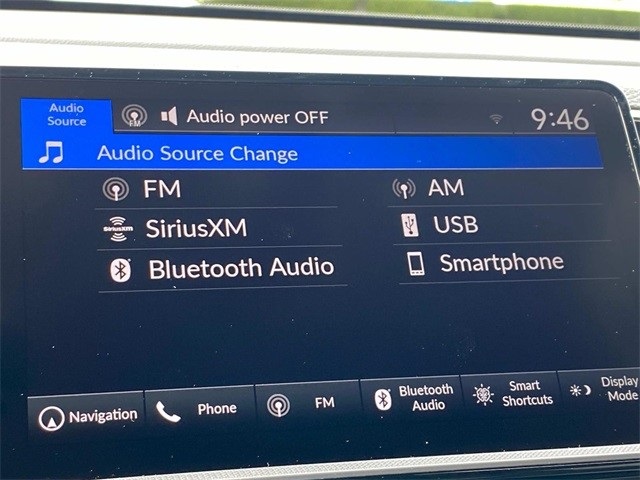 Audio
Source
FM
Audio power OFF
9:46
Audio Source Change
FM
AM
SiriusXM
SiriusXM
USB
Bluetooth Audio
Smartphone
Navigation
Phone
FM
Bluetooth
Audio
Smart
Shortcuts
Display
Mode